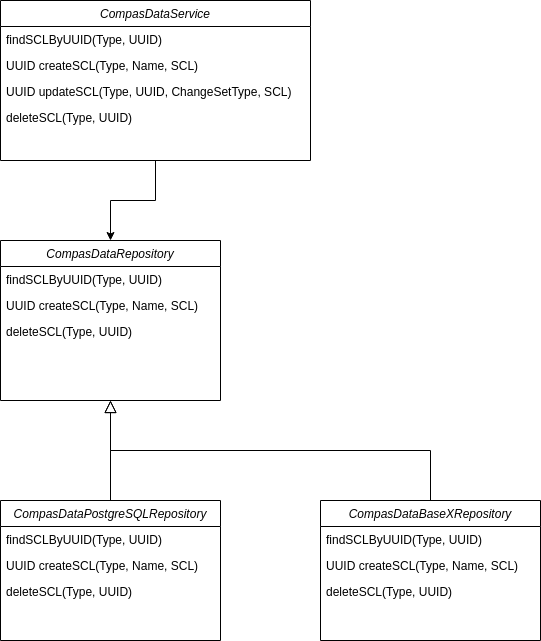 CompasDataService
findSCLByUUID(Type, UUID)
UUID createSCL(Type, Name, SCL)
UUID updateSCL(Type, UUID, ChangeSetType, SCL)
deleteSCL(Type, UUID)
CompasDataRepository
findSCLByUUID(Type, UUID)
UUID createSCL(Type, Name, SCL)
deleteSCL(Type, UUID)
CompasDataPostgreSQLRepository
findSCLByUUID(Type, UUID)
UUID createSCL(Type, Name, SCL)
deleteSCL(Type, UUID)
CompasDataBaseXRepository
findSCLByUUID(Type, UUID)
UUID createSCL(Type, Name, SCL)
deleteSCL(Type, UUID)